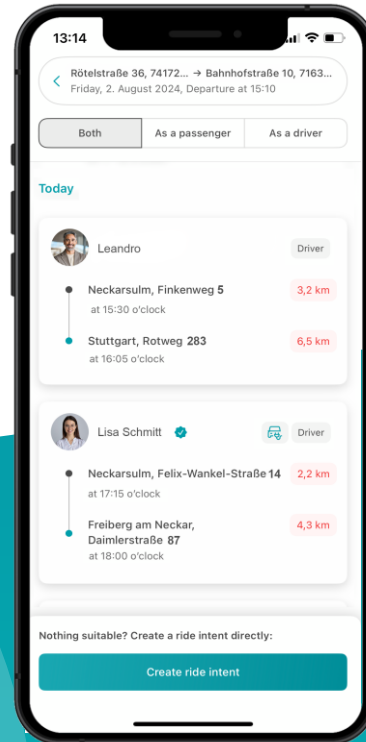 13:14
Rötelstraße 36, 74172... → Bahnhofstraße 10, 7163...
Friday, 2. August 2024, Departure at 15:10
Both
As a passenger
As a driver
Today
Leandro
Driver
Neckarsulm, Finkenweg 5
3,2 km
at 15:30 o'clock
Stuttgart, Rotweg 283
6,5 km
at 16:05 o'clock
Lisa Schmitt
Driver
Neckarsulm, Felix-Wankel-Straße 14
2,2 km
at 17:15 o'clock
Freiberg am Neckar,
Daimlerstraße 87
4,3 km
at 18:00 o'clock
Nothing suitable? Create a ride intent directly:
Create ride intent